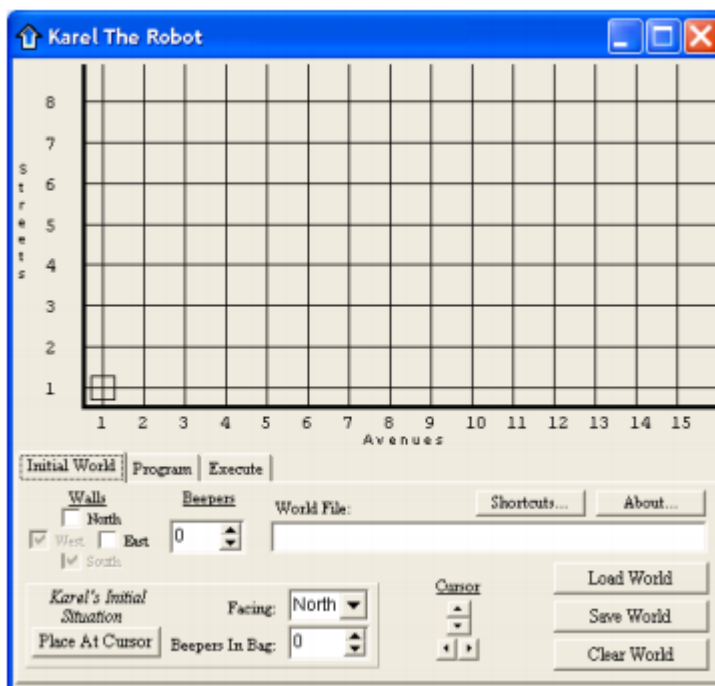 Karel The Robot
8
7
6
5
4
3
2
1
Streets
1 2 3 4 5 6 7 8 9 10 11 12 13 14 15
Avenues
Initial World Program Execute
Walls Beepers World File: Shortcuts.... About...
North
West East 0
South
Karel's Initial
Situation
Place At Cursor
Facing: North
Beepers In Bag: 0
Cursor
Load World
Save World
Clear World